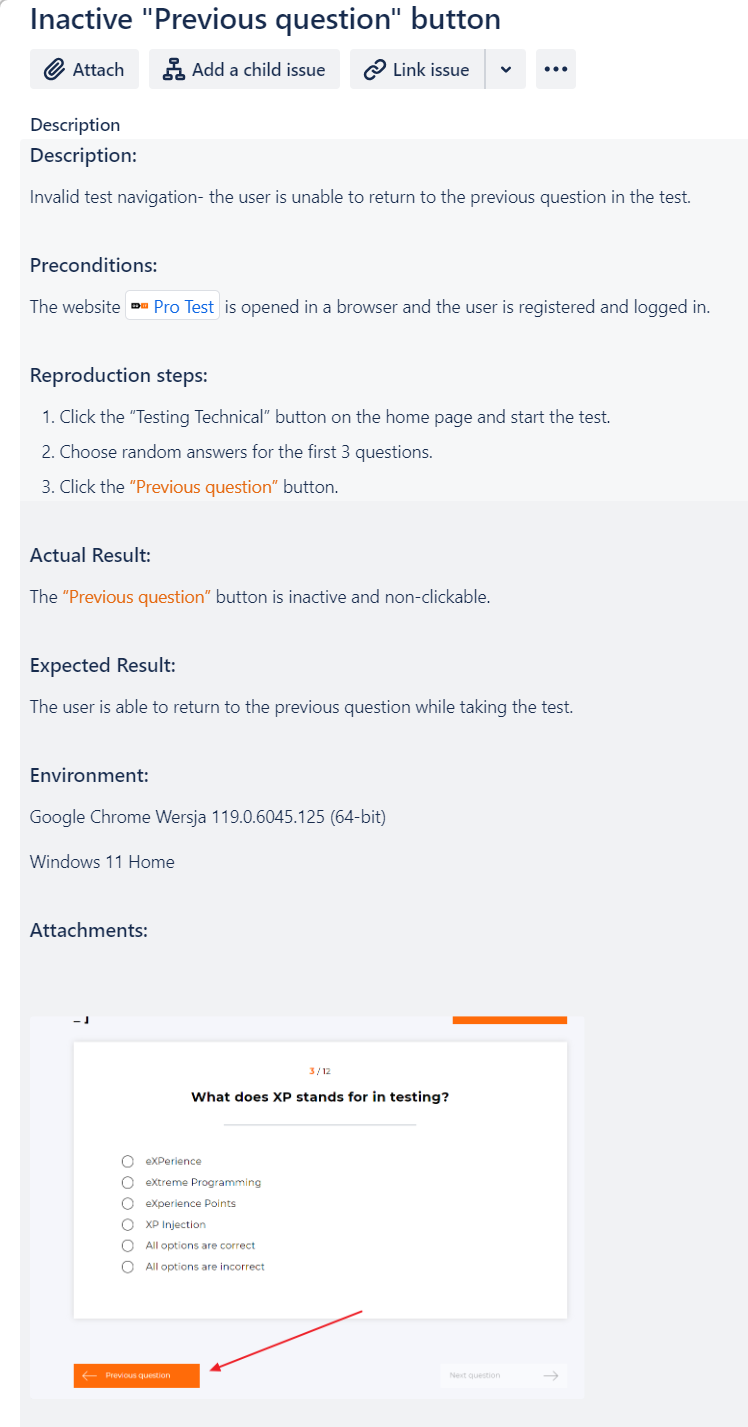 Inactive "Previous question" button
Attach
Add a child issue
Link issue
Description
Description:
Invalid test navigation- the user is unable to return to the previous question in the test.
Preconditions:
The website Pro Test is opened in a browser and the user is registered and logged in.
Reproduction steps:
1. Click the “Testing Technical” button on the home page and start the test.
2. Choose random answers for the first 3 questions.
3. Click the “Previous question” button.
Actual Result:
The “Previous question” button is inactive and non-clickable.
Expected Result:
The user is able to return to the previous question while taking the test.
Environment:
Google Chrome Wersja 119.0.6045.125 (64-bit)
Windows 11 Home
Attachments:
3 / 12
What does XP stands for in testing?
eXPerience
eXtreme Programming
eXperience Points
XP Injection
All options are correct
All options are incorrect
Previous question
Next question